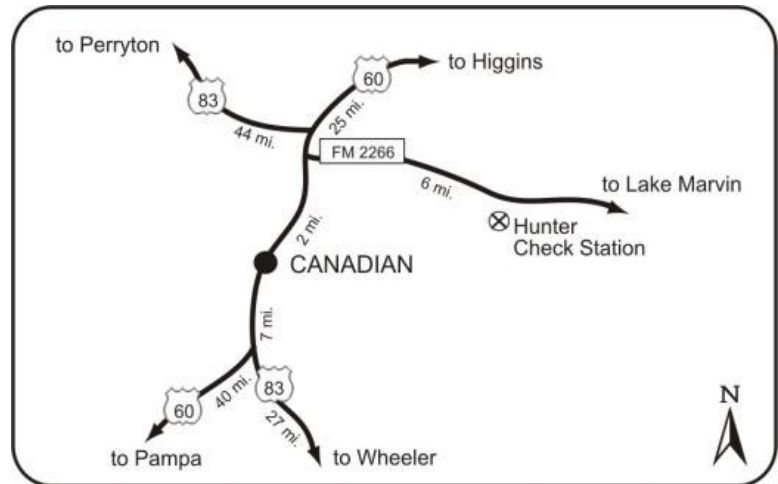 to Perryton
60
to Higgins
83
25 mi.
44 mi.
FM 2266
6 mi.
to Lake Marvin
2 mi.
Hunter
Check Station
CANADIAN
7 mi.
40 mi.
83
60
27 mi.
N
to Pampa
to Wheeler